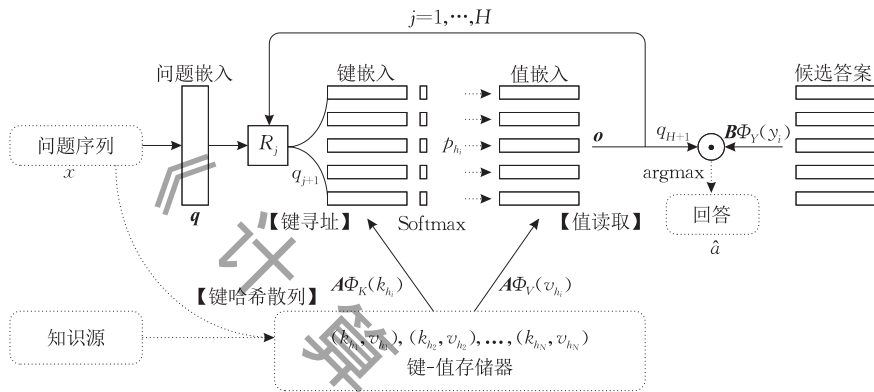 j=1,…,H
问题嵌入
键嵌入
值嵌入
候选答案
问题序列
x
R_j
q_{j+1}
p_{h_i}
o
q_{H+1}
BΦ_Y(y_i)
argmax
q
【键寻址】
Softmax
【值读取】
回答
â
AΦ_K(k_{h_i})
AΦ_V(v_{h_i})
【键哈希散列】
知识源
(k_{h_1},v_{h_1}),(k_{h_2},v_{h_2}),…,(k_{h_N},v_{h_N})
键-值存储器
《计算